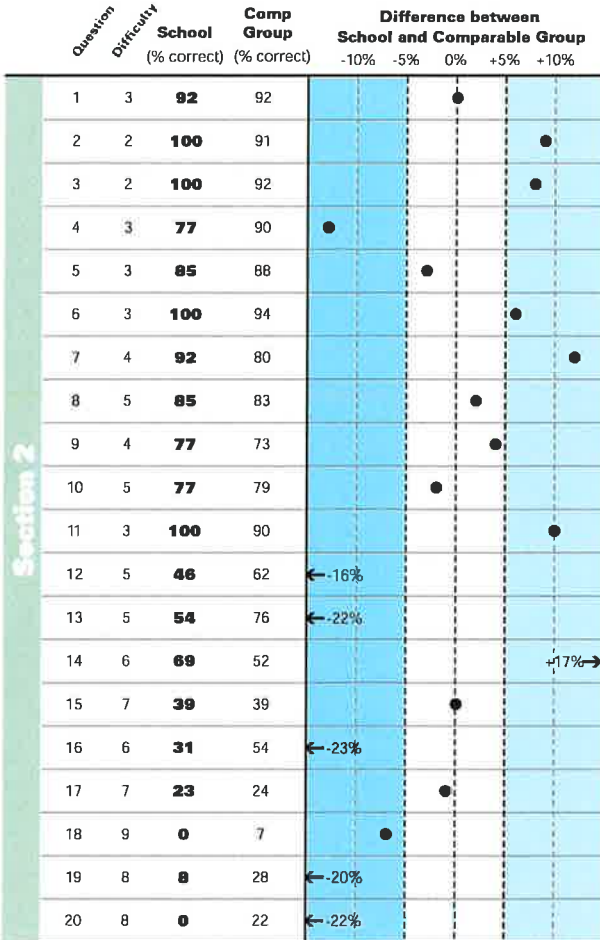 Question Difficulty School Comp Group Difference between School and Comparable Group
(% correct) (% correct) -10% -5% 0% +5% +10%
Section 2
1 3 92 92
2 2 100 91
3 2 100 92
4 3 77 90
5 3 85 88
6 3 100 94
7 4 92 80
8 5 85 83
9 4 77 73
10 5 77 79
11 3 100 90
12 5 46 62 -16%
13 5 54 76 -22%
14 6 69 52 +17%
15 7 39 39
16 6 31 54 -23%
17 7 23 24
18 9 0 7
19 8 8 28 -20%
20 8 0 22 -22%